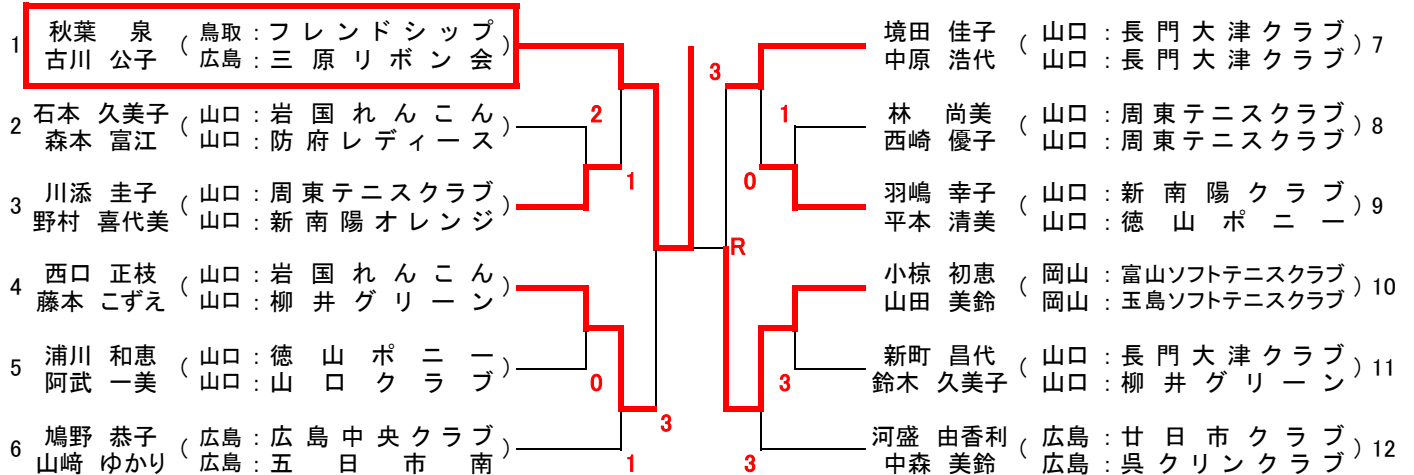 1 秋葉 泉 ( 鳥取 : フレンドシップ )
古川 公子 広島 : 三原リボン会
2 石本 久美子 ( 山口 : 岩国れんこん )
森本 富江 山口 : 防府レディース
3 川添 圭子 ( 山口 : 周東テニスクラブ )
野村 喜代美 山口 : 新南陽オレンジ
4 西口 正枝 ( 山口 : 岩国れんこん )
藤本 こずえ 山口 : 柳井グリーン
5 浦川 和恵 ( 山口 : 徳山ポニー )
阿武 一美 山口 : 山口クラブ
6 鳩野 恭子 ( 広島 : 広島中央クラブ )
山﨑 ゆかり 広島 : 五日市南
2
1
0
3
1
3
R
1
0
3
3
境田 佳子 ( 山口 : 長門大津クラブ ) 7
中原 浩代 山口 : 長門大津クラブ
林 尚美 ( 山口 : 周東テニスクラブ ) 8
西崎 優子 山口 : 周東テニスクラブ
羽嶋 幸子 ( 山口 : 新南陽クラブ ) 9
平本 清美 山口 : 徳山ポニー
小椋 初恵 ( 岡山 : 富山ソフトテニスクラブ ) 10
山田 美鈴 岡山 : 玉島ソフトテニスクラブ
新町 昌代 ( 山口 : 長門大津クラブ ) 11
鈴木 久美子 山口 : 柳井グリーン
河盛 由香利 ( 広島 : 廿日市クラブ ) 12
中森 美鈴 広島 : 呉クリンクラブ